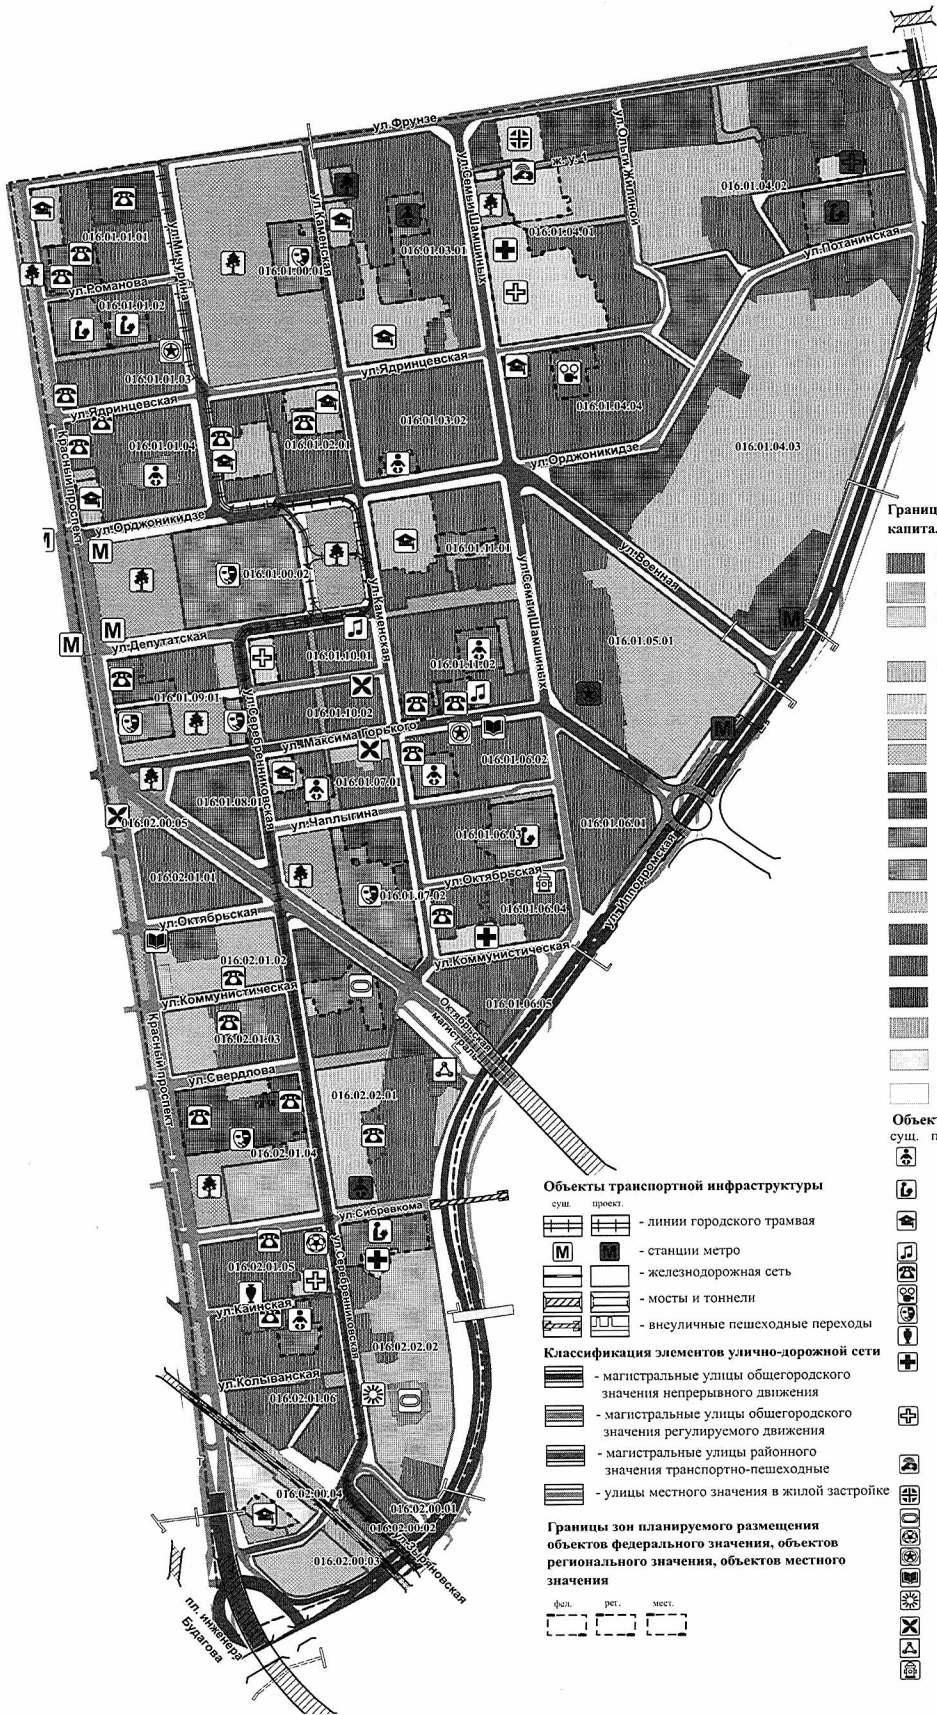 ул.Фрунзе
ул.Мичурина
ул.Каменская
ул.Семьи Шамшиных
ж.у.1
ул.Ольги Жилиной
016.01.04.02
016.01.01.01
016.01.00.01
016.01.03.01
016.01.04.01
ул.Потанинская
ул.Романова
016.01.01.02
016.01.01.03
ул.Ядринцевская
ул.Ядринцевская
016.01.04.04
016.01.03.02
016.01.01.04
016.01.02.01
016.01.04.03
Красный проспект
ул.Орджоникидзе
ул.Орджоникидзе
Границ
капита
М
М
016.01.00.02
016.01.11.01
ул.Военная
ул.Каменская
ул.Семьи Шамшиных
М
М
М
ул.Депутатская
016.01.10.01
016.01.05.01
016.01.11.02
016.01.09.01
016.01.10.02
ул.Серебренниковская
М
ул.Максима Горького
016.01.06.02
016.01.07.01
016.01.08.01
016.02.00.05
ул.Чаплыгина
016.01.06.03
016.01.06.01
016.02.01.01
ул.Октябрьская
016.01.07.02
016.01.06.04
ул. Ипподромская
ул.Октябрьская
ул.Коммунистическая
016.02.01.02
ул.Коммунистическая
016.01.06.05
Октябрьская
магистраль
Красный проспект
016.02.01.03
ул.Свердлова
016.02.02.01
016.02.01.04
ул.Сибревкома
016.02.01.05
ул.Серебренниковская
ул.Каинская
016.02.02.02
ул.Колыванская
016.02.01.06
016.02.00.04
016.02.00.01
016.02.00.02
016.02.00.03
ул.Зыряновская
пл. инженера
Будагова
Т
Объек
сущ. п
Объекты транспортной инфраструктуры
сущ. проект.
- линии городского трамвая
М М - станции метро
- железнодорожная сеть
- мосты и тоннели
- внеуличные пешеходные переходы
Классификация элементов улично-дорожной сети
- магистральные улицы общегородского
значения непрерывного движения
- магистральные улицы общегородского
значения регулируемого движения
- магистральные улицы районного
значения транспортно-пешеходные
- улицы местного значения в жилой застройке
Границы зон планируемого размещения
объектов федерального значения, объектов
регионального значения, объектов местного
значения
фед. рег. мест.